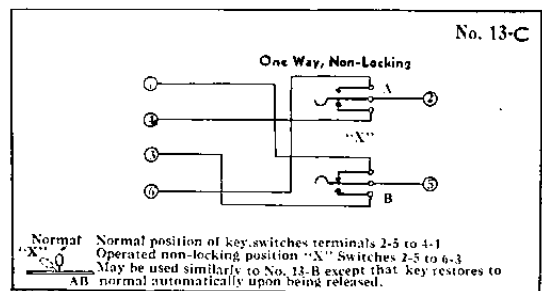 No. 13-C
One Way, Non-Locking
1
A
2
4
"X"
3
5
6
B
Normal
"X"
AB
Normal position of key switches terminals 2-5 to 4-1
Operated non-locking position "X" Switches 2-5 to 6-3
May be used similarly to No. 13-B except that key restores to
normal automatically upon being released.